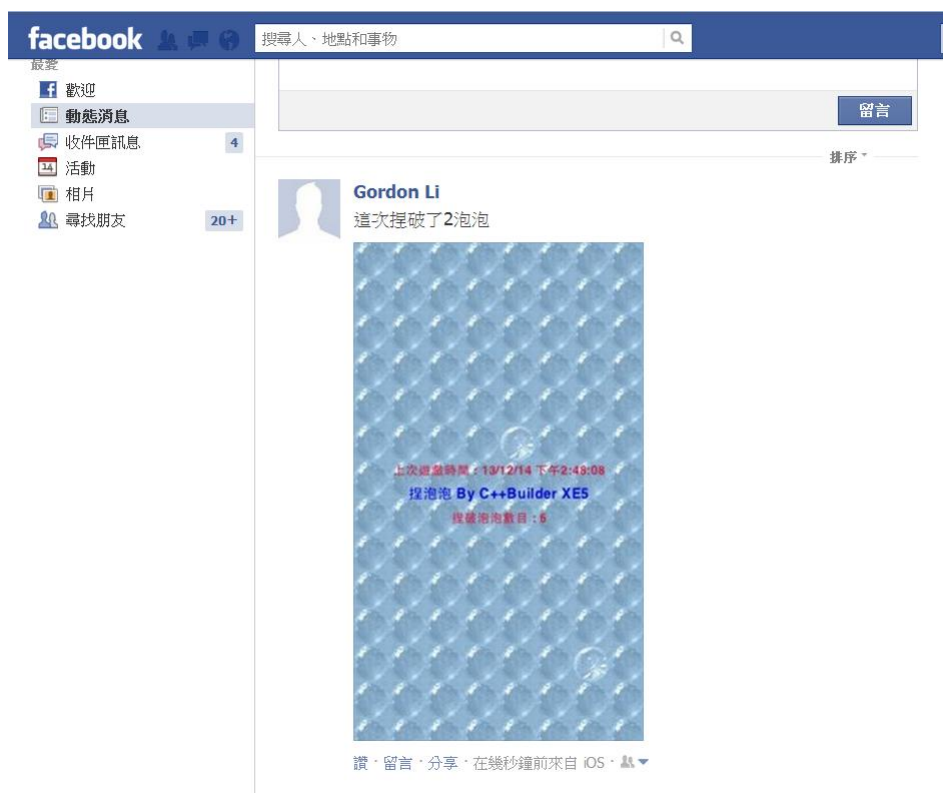 facebook
搜尋人、地點和事物
最愛
歡迎
動態消息
收件匣訊息 4
14
活動
相片
尋找朋友 20+
留言
排序
Gordon Li
這次捏破了2泡泡
上次遊戲時間：13/12/14 下午2:48:08
捏泡泡 By C++Builder XE5
捏破泡泡數目：5
讚 · 留言 · 分享 · 在幾秒鐘前來自 iOS ·